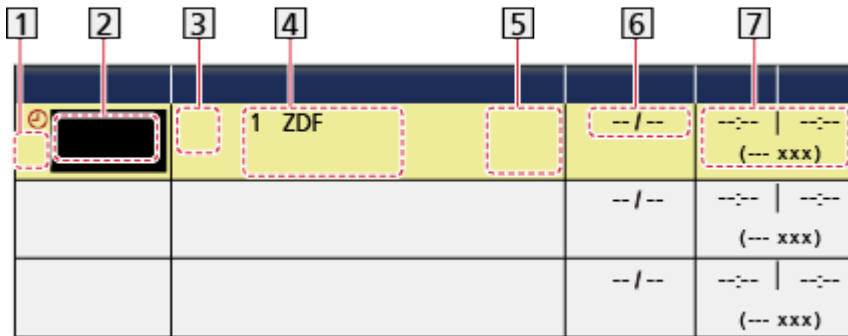 1 2 3 4 5 6 7
1 ZDF --/-- --:-- | --:--
(--- xxx)
--/-- --:-- | --:--
(--- xxx)
--/-- --:-- | --:--
(--- xxx)